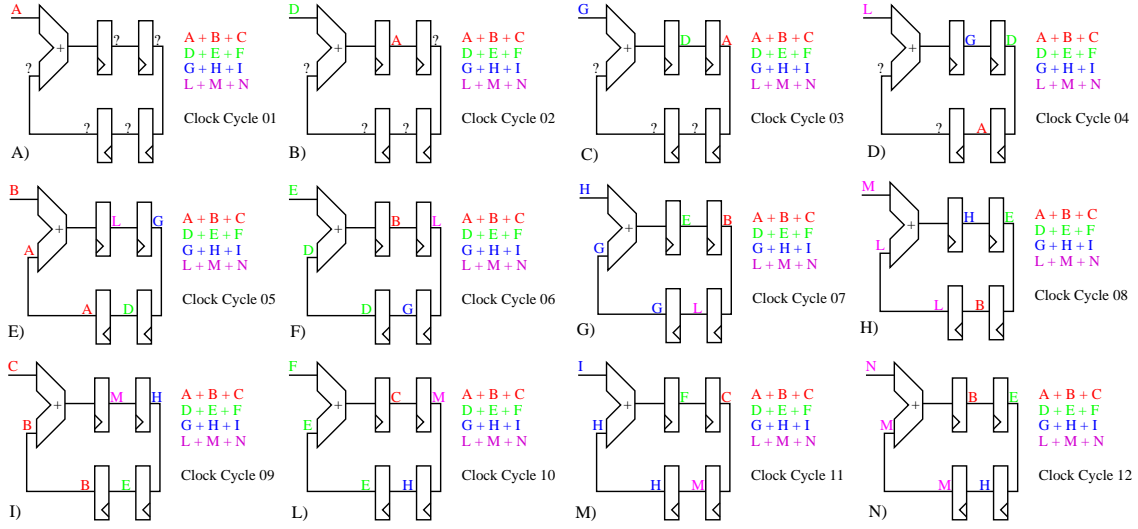 A
+
?
?
?
?
?
A + B + C
D + E + F
G + H + I
L + M + N
Clock Cycle 01
A)
D
+
A
?
?
?
?
A + B + C
D + E + F
G + H + I
L + M + N
Clock Cycle 02
B)
G
+
D
A
?
?
?
A + B + C
D + E + F
G + H + I
L + M + N
Clock Cycle 03
C)
L
+
G
D
?
?
A
A + B + C
D + E + F
G + H + I
L + M + N
Clock Cycle 04
D)
B
+
L
G
A
A
D
A + B + C
D + E + F
G + H + I
L + M + N
Clock Cycle 05
E)
E
+
B
L
D
D
G
A + B + C
D + E + F
G + H + I
L + M + N
Clock Cycle 06
F)
H
+
E
B
G
G
L
A + B + C
D + E + F
G + H + I
L + M + N
Clock Cycle 07
G)
M
+
H
E
L
L
B
A + B + C
D + E + F
G + H + I
L + M + N
Clock Cycle 08
H)
C
+
M
H
B
B
E
A + B + C
D + E + F
G + H + I
L + M + N
Clock Cycle 09
I)
F
+
C
M
E
E
H
A + B + C
D + E + F
G + H + I
L + M + N
Clock Cycle 10
L)
I
+
F
C
H
H
M
A + B + C
D + E + F
G + H + I
L + M + N
Clock Cycle 11
M)
N
+
B
E
M
M
H
A + B + C
D + E + F
G + H + I
L + M + N
Clock Cycle 12
N)